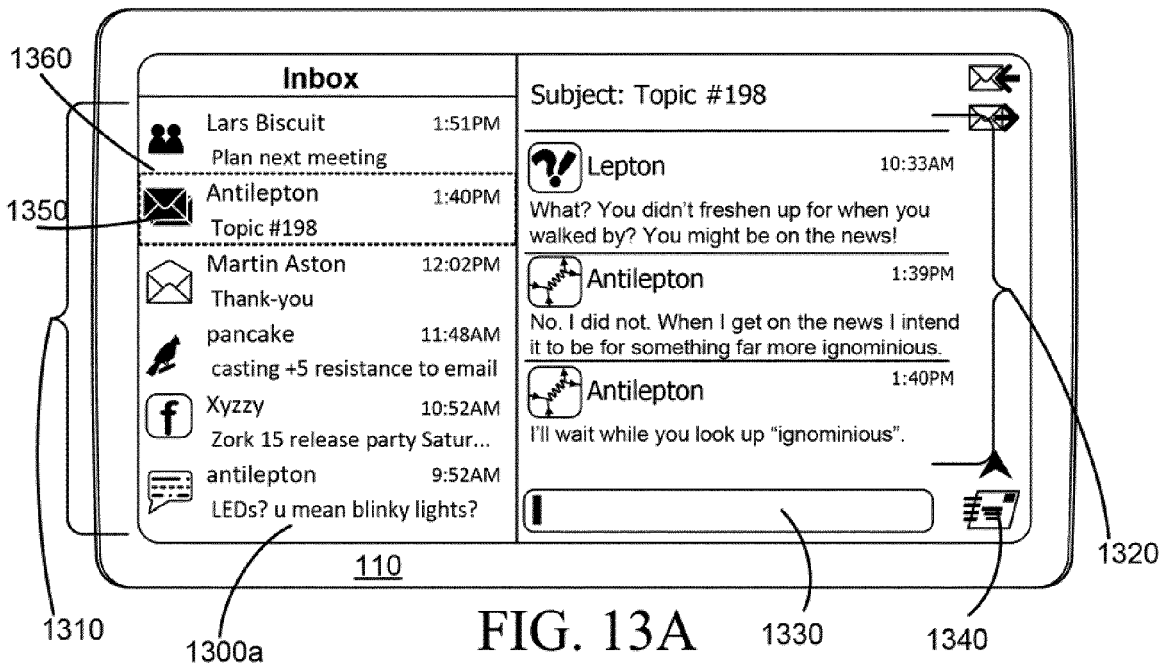 1360
1350
1310
1300a
110
Inbox
Lars Biscuit 1:51PM
Plan next meeting
Antilepton 1:40PM
Topic #198
Martin Aston 12:02PM
Thank-you
pancake 11:48AM
casting +5 resistance to email
f
Xyzzy 10:52AM
Zork 15 release party Satur...
antilepton 9:52AM
LEDs? u mean blinky lights?
Subject: Topic #198
?!
Lepton 10:33AM
What? You didn't freshen up for when you
walked by? You might be on the news!
Antilepton 1:39PM
No. I did not. When I get on the news I intend
it to be for something far more ignominious.
Antilepton 1:40PM
I'll wait while you look up “ignominious”.
1320
1330
1340
FIG. 13A